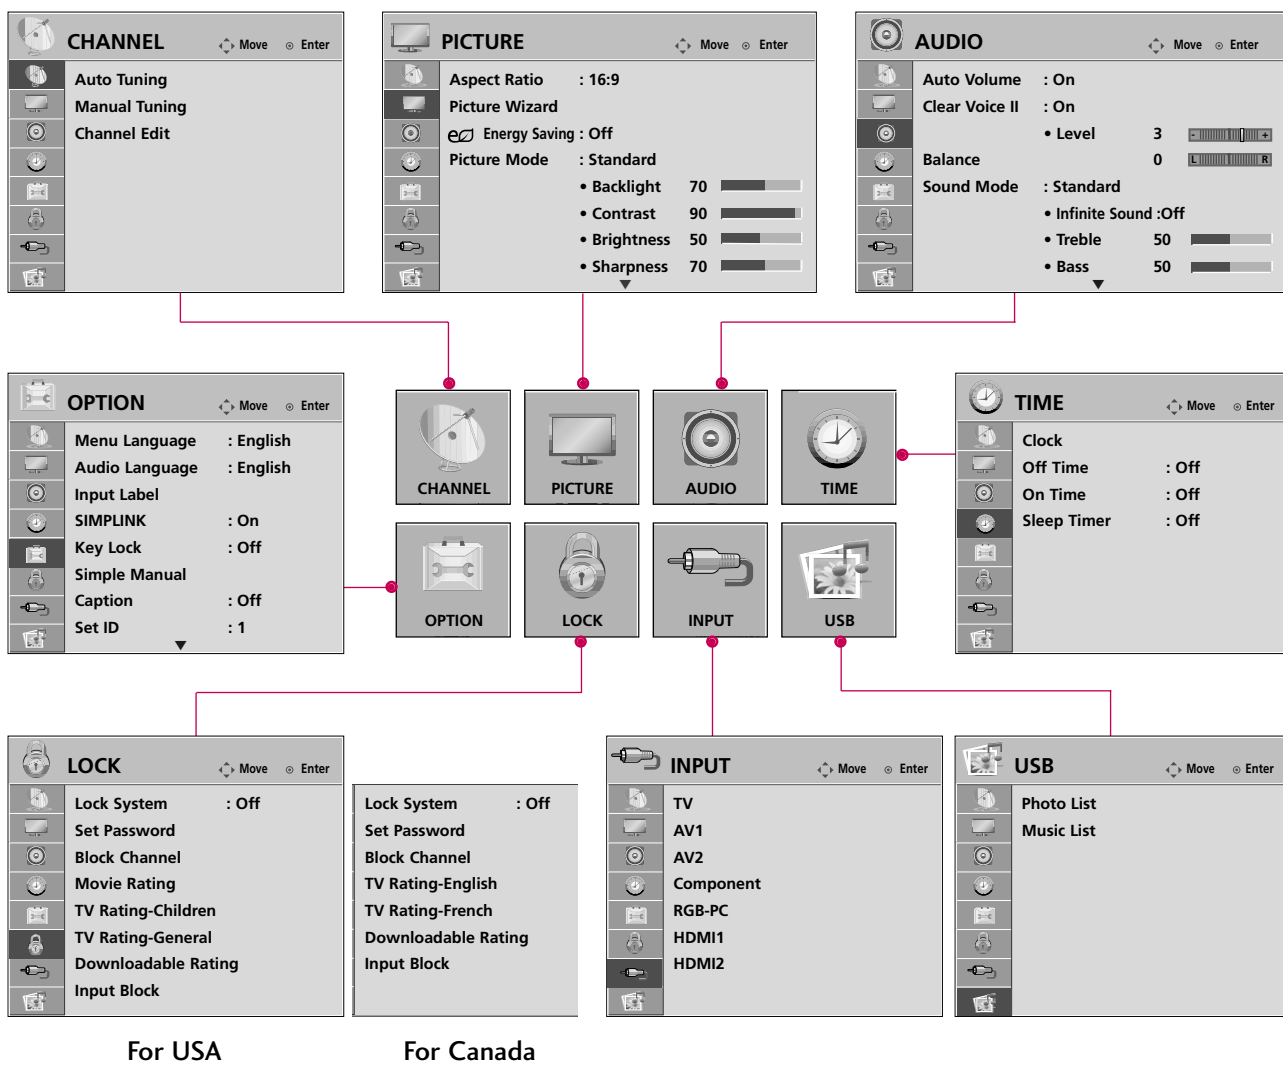 CHANNEL Move Enter
Auto Tuning
Manual Tuning
Channel Edit
PICTURE Move Enter
Aspect Ratio : 16:9
Picture Wizard
e Energy Saving : Off
Picture Mode : Standard
• Backlight 70
• Contrast 90
• Brightness 50
• Sharpness 70
AUDIO Move Enter
Auto Volume : On
Clear Voice II : On
• Level 3 - +
Balance 0 L R
Sound Mode : Standard
• Infinite Sound :Off
• Treble 50
• Bass 50
OPTION Move Enter
Menu Language : English
Audio Language : English
Input Label
SIMPLINK : On
Key Lock : Off
Simple Manual
Caption : Off
Set ID : 1
CHANNEL PICTURE AUDIO TIME
OPTION LOCK INPUT USB
TIME Move Enter
Clock
Off Time : Off
On Time : Off
Sleep Timer : Off
LOCK Move Enter
Lock System : Off
Set Password
Block Channel
Movie Rating
TV Rating-Children
TV Rating-General
Downloadable Rating
Input Block
For USA
Lock System : Off
Set Password
Block Channel
TV Rating-English
TV Rating-French
Downloadable Rating
Input Block
For Canada
INPUT Move Enter
TV
AV1
AV2
Component
RGB-PC
HDMI1
HDMI2
USB Move Enter
Photo List
Music List